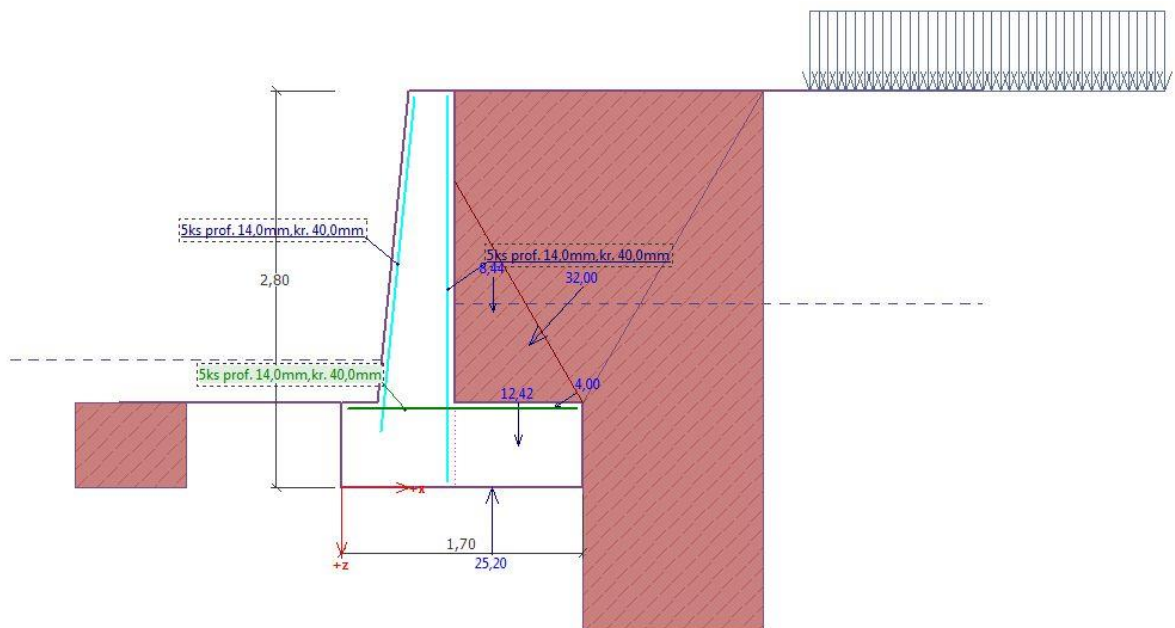 5ks prof. 14,0mm,kr. 40,0mm
5ks prof. 14,0mm,kr. 40,0mm
8,44
2,80
32,00
5ks prof. 14,0mm,kr. 40,0mm
4,00
12,42
+x
1,70
+z
25,20